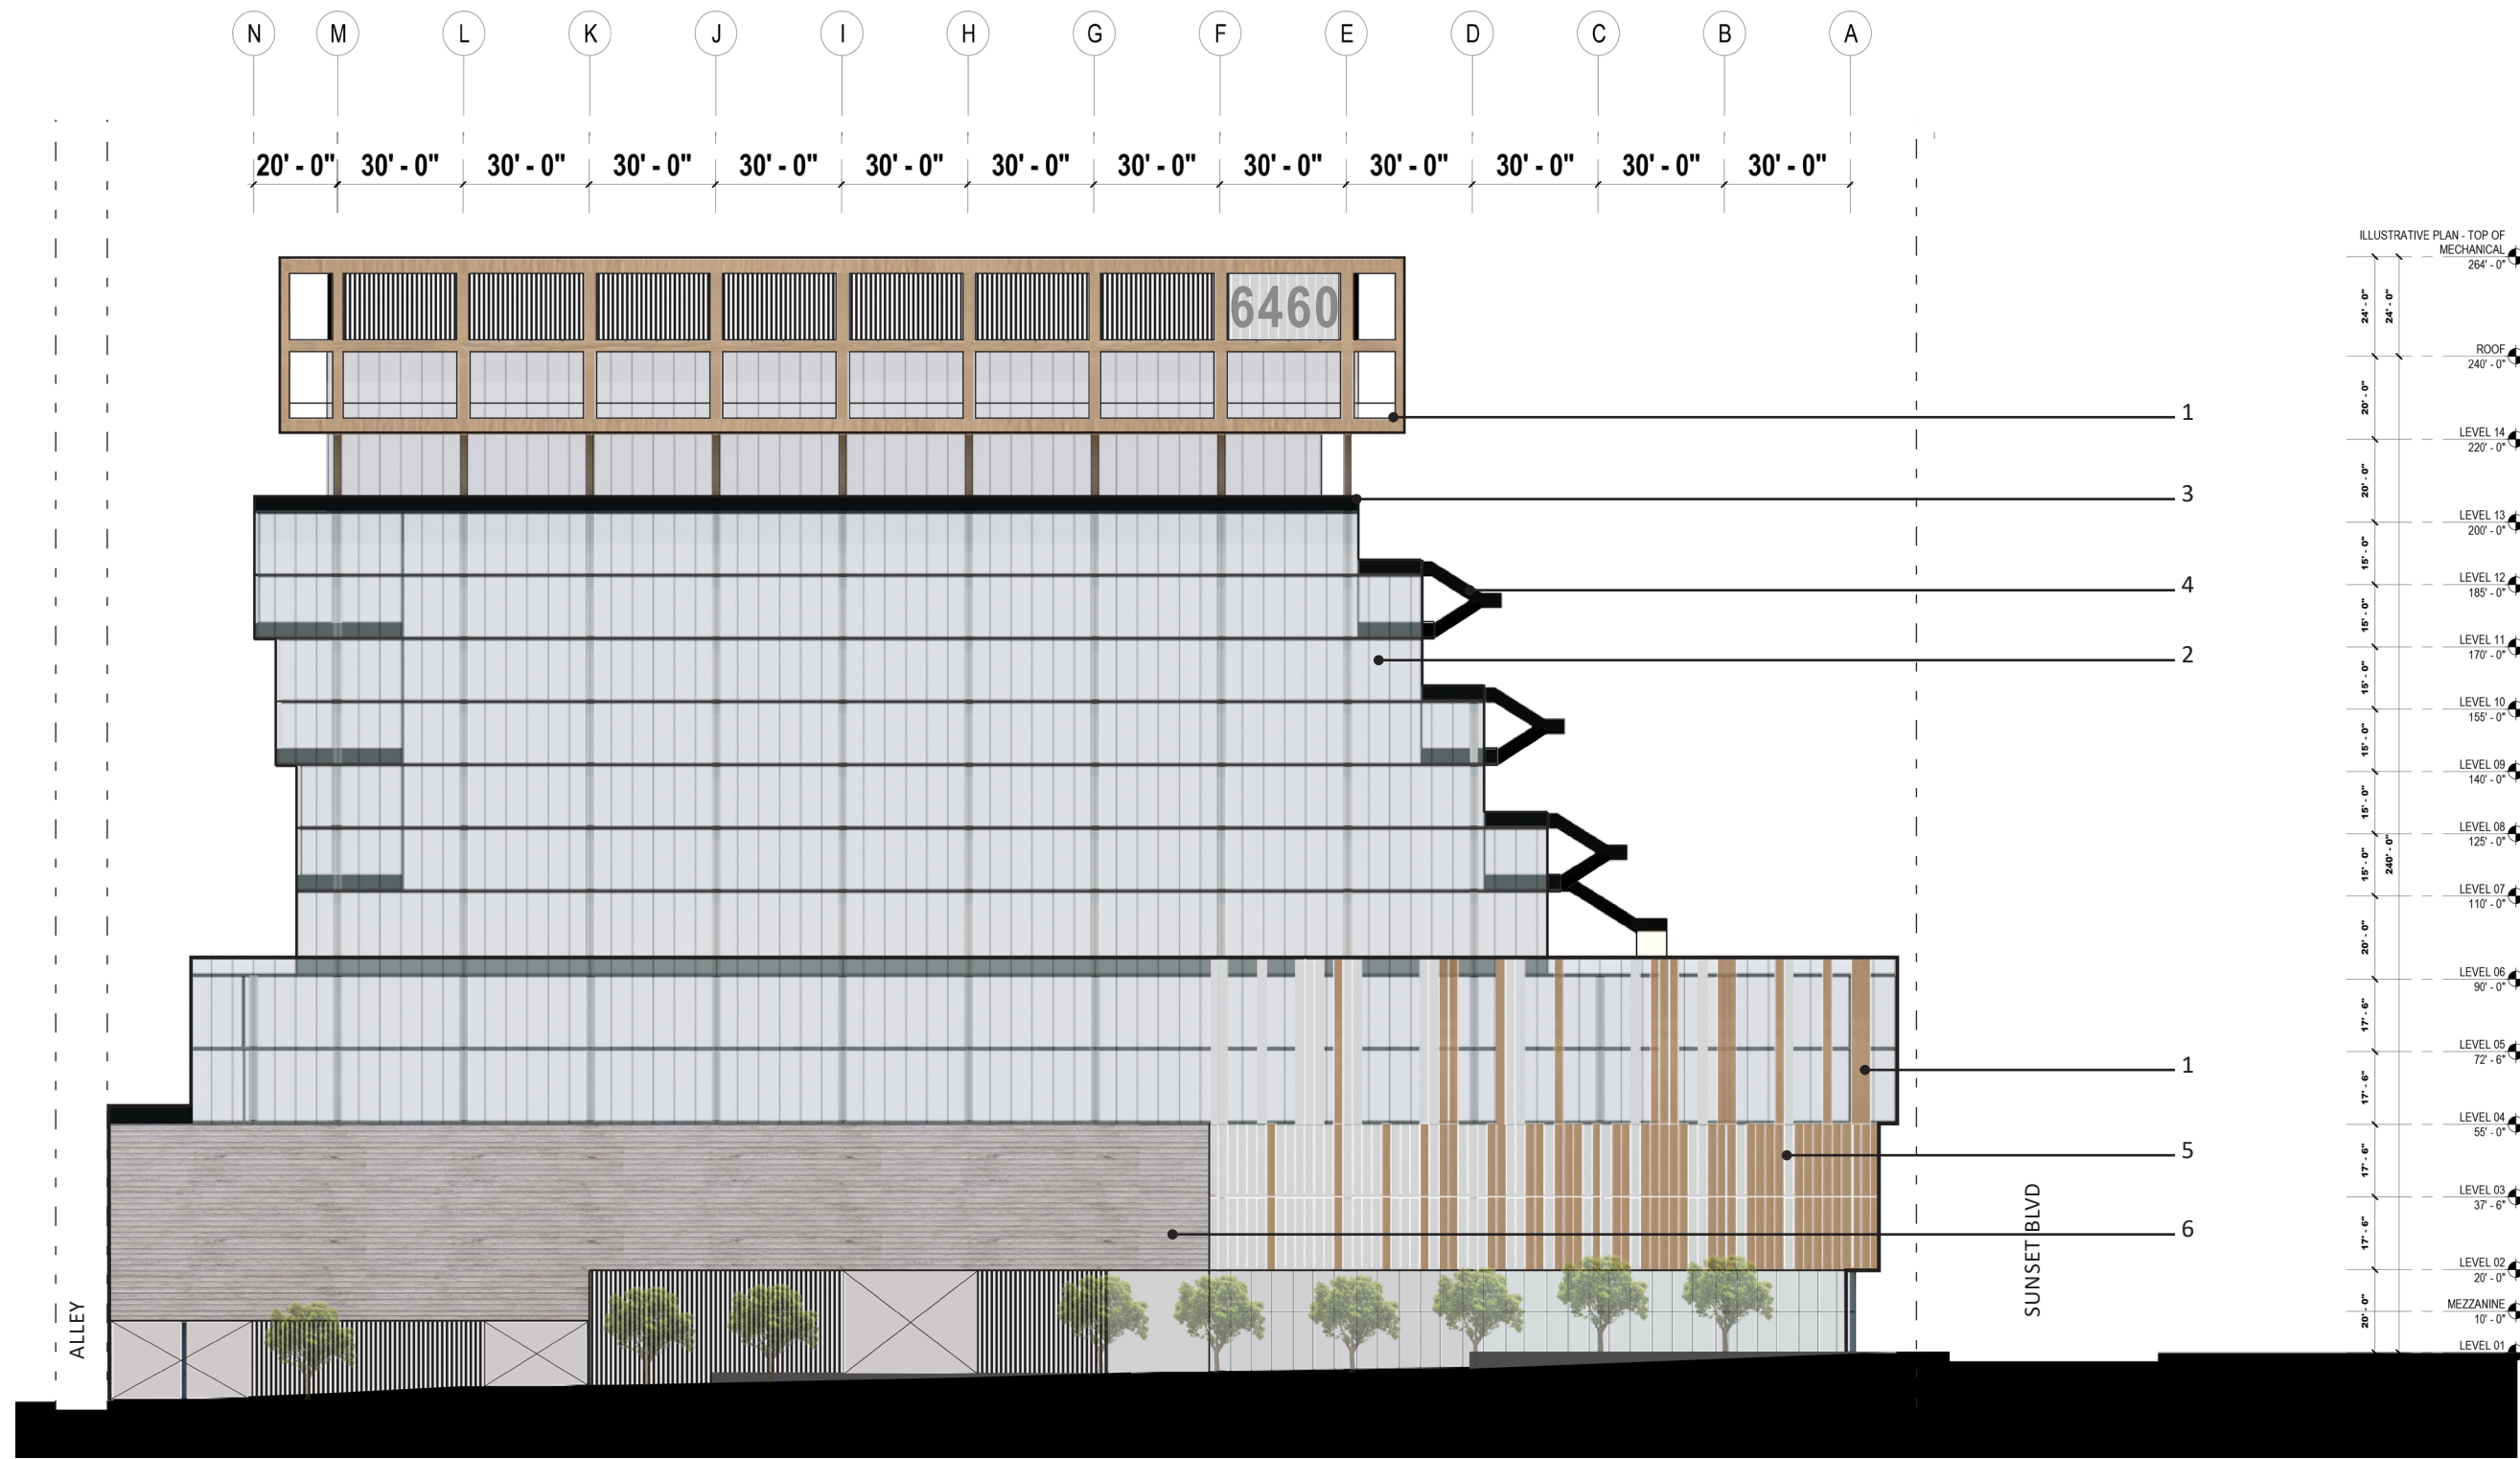 N M L K J I H G F E D C B A
20' - 0" 30' - 0" 30' - 0" 30' - 0" 30' - 0" 30' - 0" 30' - 0" 30' - 0" 30' - 0" 30' - 0" 30' - 0" 30' - 0" 30' - 0"
ILLUSTRATIVE PLAN - TOP OF
MECHANICAL
264' - 0"
24' - 0" 24' - 0"
6460
ROOF
240' - 0"
20' - 0"
1
LEVEL 14
220' - 0"
20' - 0"
3
LEVEL 13
200' - 0"
15' - 0"
4
LEVEL 12
185' - 0"
15' - 0"
2
LEVEL 11
170' - 0"
15' - 0"
LEVEL 10
155' - 0"
15' - 0"
LEVEL 09
140' - 0"
15' - 0"
LEVEL 08
125' - 0"
15' - 0" 240' - 0"
LEVEL 07
110' - 0"
20' - 0"
LEVEL 06
90' - 0"
17' - 6"
LEVEL 05
72' - 6"
1
17' - 6"
LEVEL 04
55' - 0"
5
17' - 6"
LEVEL 03
37' - 6"
6
17' - 6"
LEVEL 02
20' - 0"
MEZZANINE
10' - 0"
20' - 0"
LEVEL 01
ALLEY
SUNSET BLVD